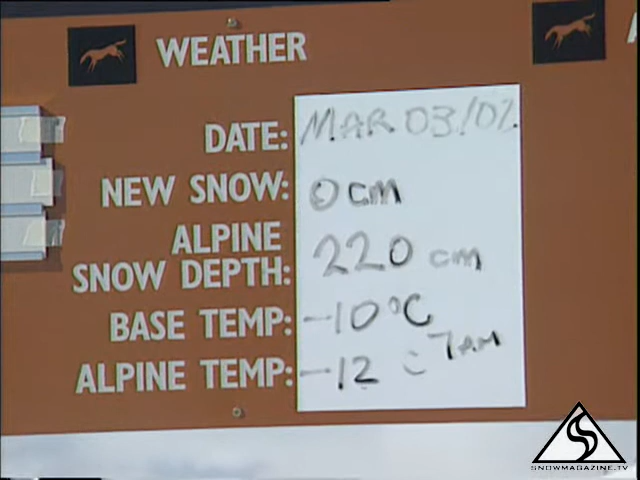 WEATHER
DATE: MAR 03/02
NEW SNOW: 0 cm
ALPINE
SNOW DEPTH: 220 cm
BASE TEMP: -10°C
7AM
ALPINE TEMP: -12
SNOWMAGAZINE.TV